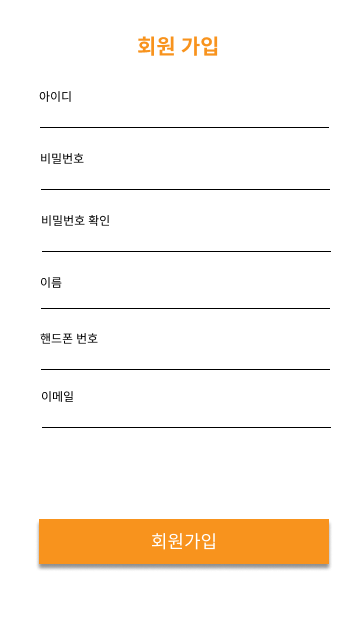 회원 가입
아이디
비밀번호
비밀번호 확인
이름
핸드폰 번호
이메일
회원가입